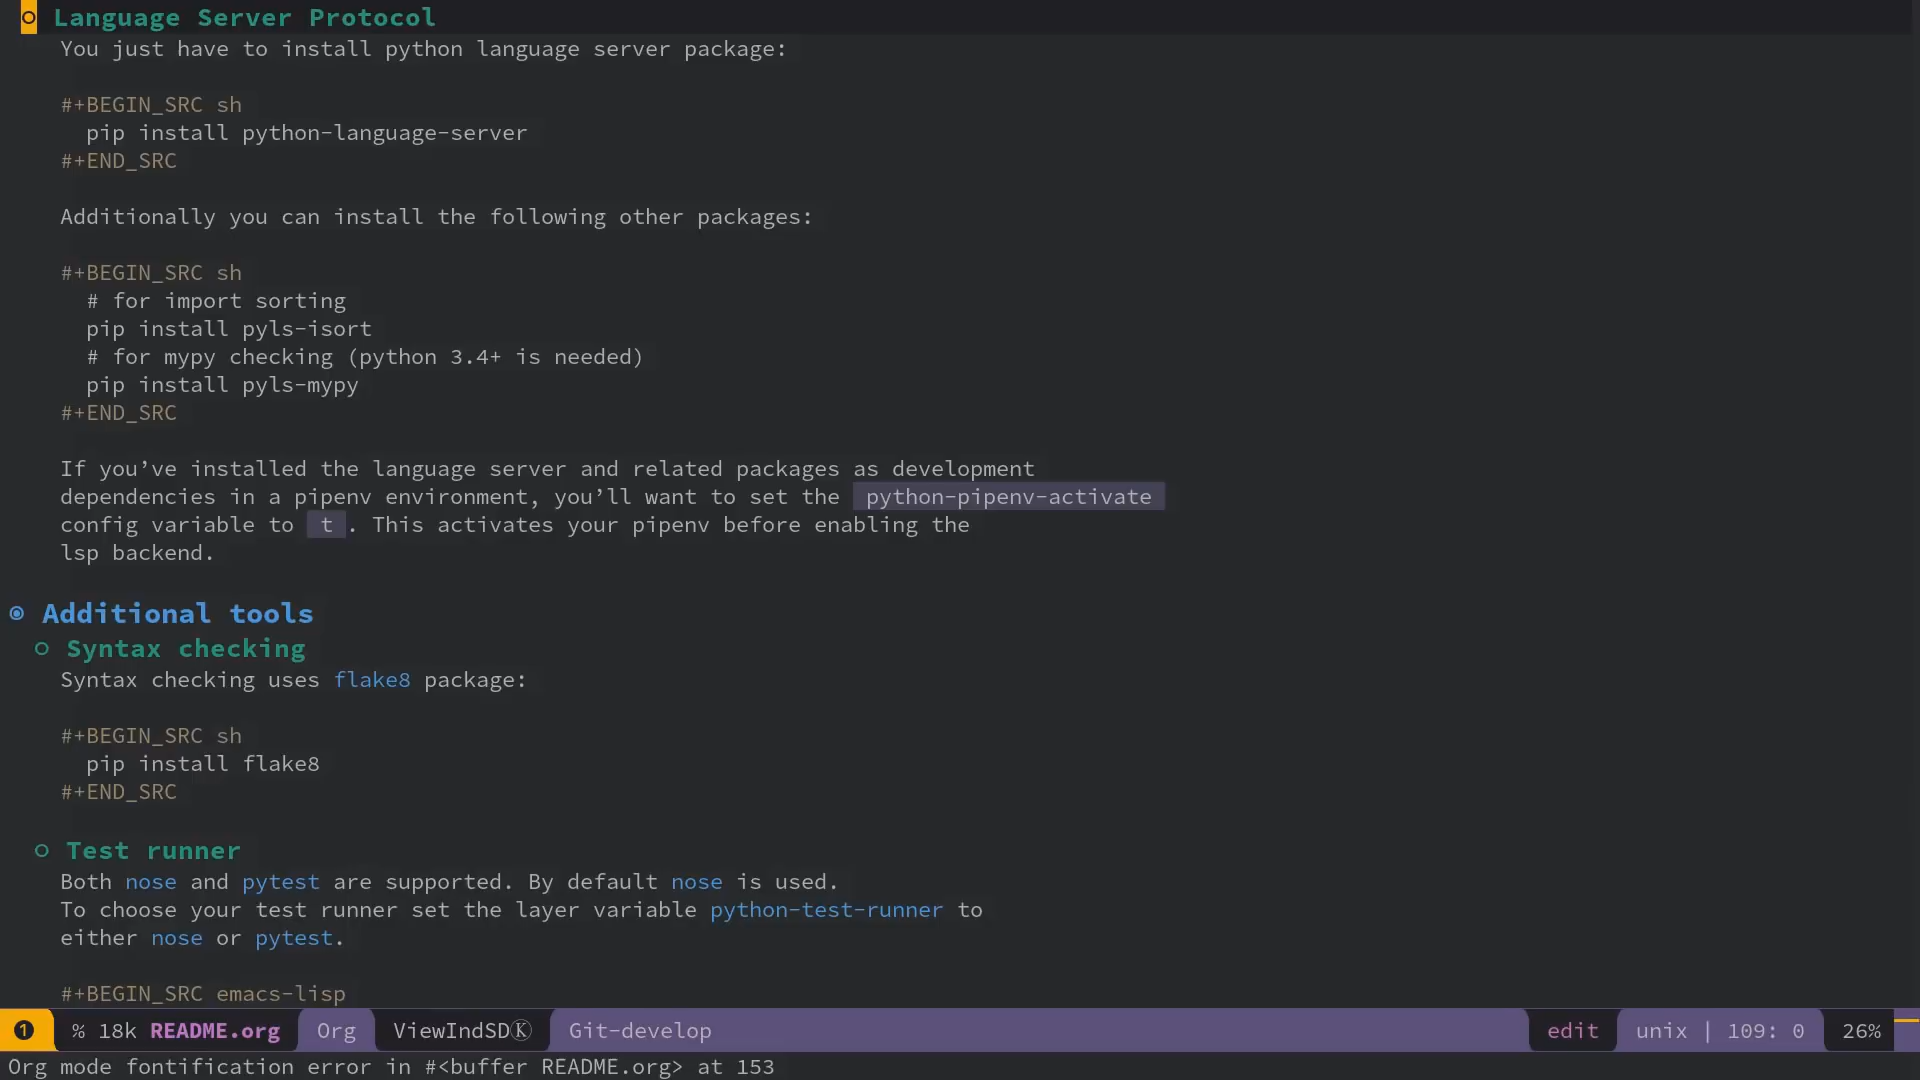 Language Server Protocol
You just have to install python language server package:
#+BEGIN_SRC sh
pip install python-language-server
#+END_SRC
Additionally you can install the following other packages:
#+BEGIN_SRC sh
# for import sorting
pip install pyls-isort
# for mypy checking (python 3.4+ is needed)
pip install pyls-mypy
#+END_SRC
If you’ve installed the language server and related packages as development
dependencies in a pipenv environment, you’ll want to set the python-pipenv-activate
config variable to t. This activates your pipenv before enabling the
lsp backend.
Additional tools
Syntax checking
Syntax checking uses flake8 package:
#+BEGIN_SRC sh
pip install flake8
#+END_SRC
Test runner
Both nose and pytest are supported. By default nose is used.
To choose your test runner set the layer variable python-test-runner to
either nose or pytest.
#+BEGIN_SRC emacs-lisp
❶ % 18k README.org Org ViewIndSDⓀ Git-develop edit unix | 109: 0 26%
Org mode fontification error in #<buffer README.org> at 153